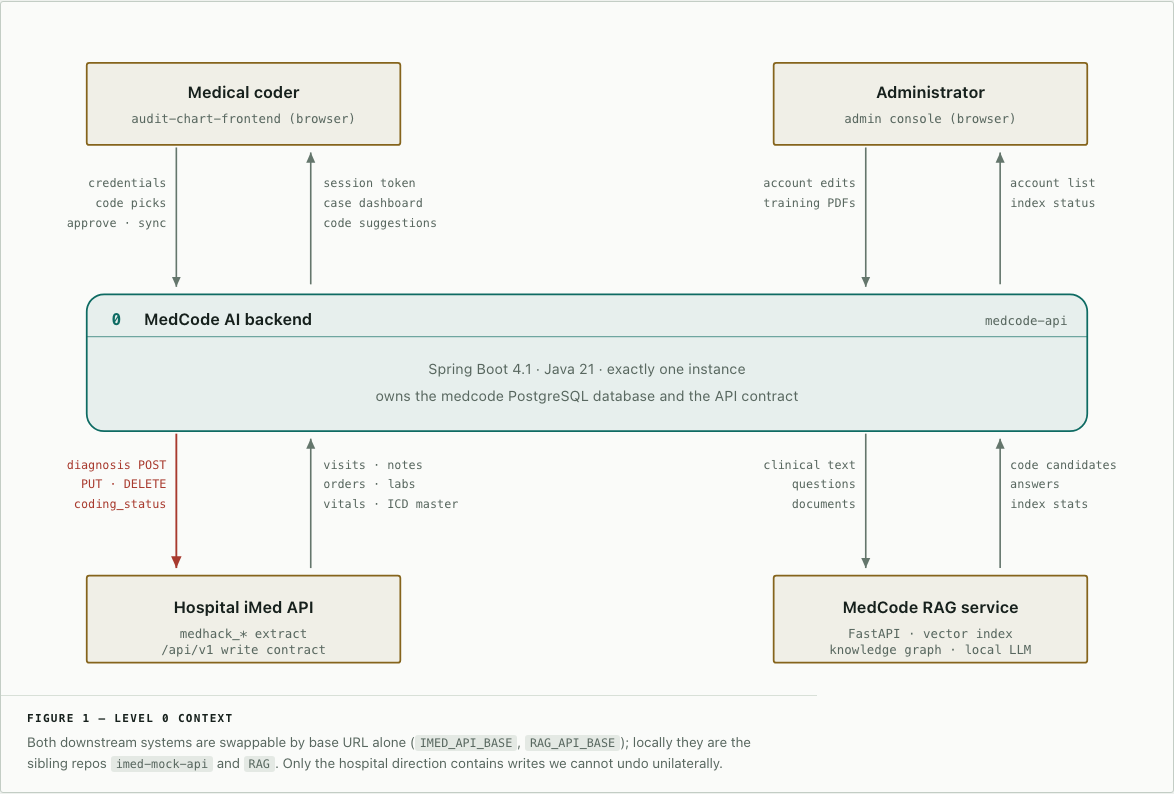 Medical coder
audit-chart-frontend (browser)
Administrator
admin console (browser)
credentials
code picks
approve · sync
session token
case dashboard
code suggestions
account edits
training PDFs
account list
index status
0 MedCode AI backend
medcode-api
Spring Boot 4.1 · Java 21 · exactly one instance
owns the medcode PostgreSQL database and the API contract
diagnosis POST
PUT · DELETE
coding_status
visits · notes
orders · labs
vitals · ICD master
clinical text
questions
documents
code candidates
answers
index stats
Hospital iMed API
medhack_* extract
/api/v1 write contract
MedCode RAG service
FastAPI · vector index
knowledge graph · local LLM
FIGURE 1 — LEVEL 0 CONTEXT
Both downstream systems are swappable by base URL alone (IMED_API_BASE, RAG_API_BASE); locally they are the
sibling repos imed-mock-api and RAG. Only the hospital direction contains writes we cannot undo unilaterally.